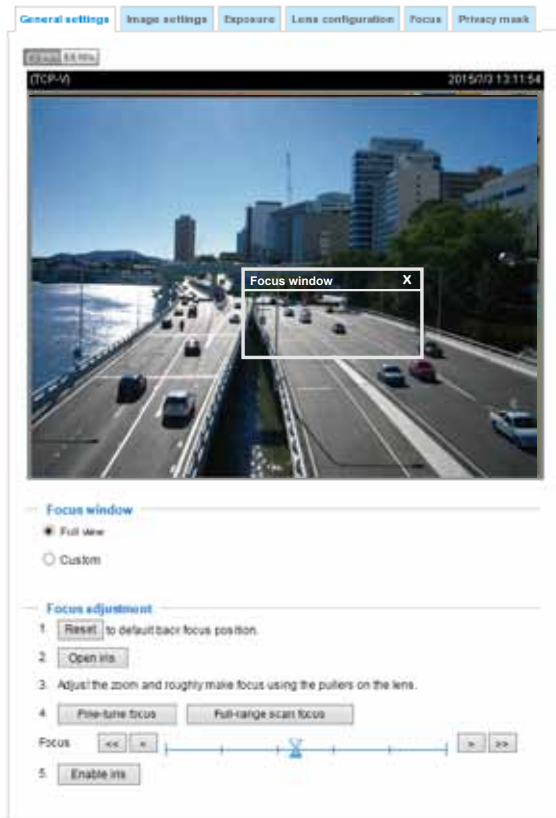 General settings Image settings Exposure Lens configuration Focus Privacy mask
(TCP-V) 2015/7/3 13:11:54
Focus window X
Focus window
Full view
Custom
Focus adjustment
1. Reset to default back focus position.
2. Open iris
3. Adjust the zoom and roughly make focus using the pullers on the lens.
4. Fine-tune focus Full-range scan focus
Focus << < > >>
5. Enable iris